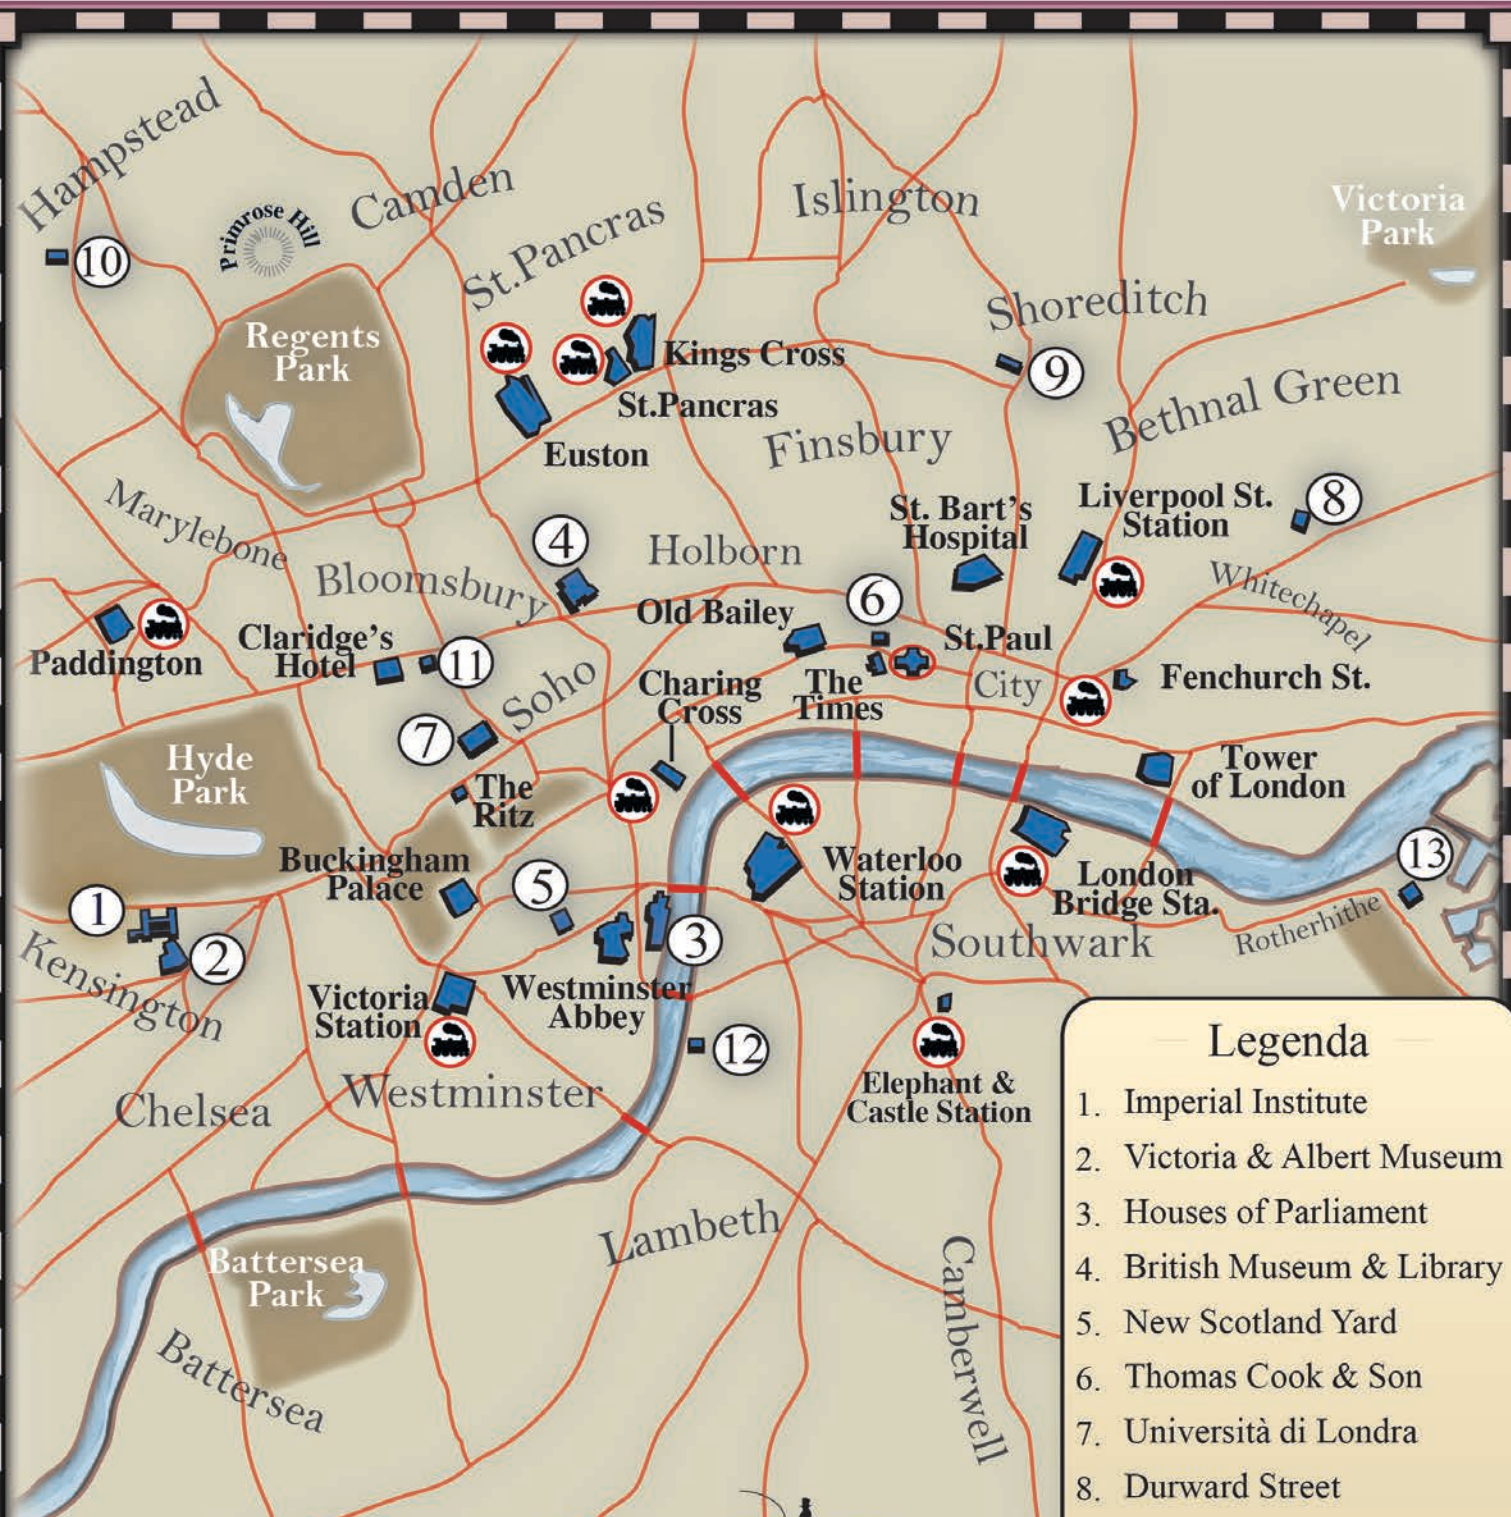 Hampstead
Primrose Hill
Camden
St.Pancras
Islington
Victoria
Park
10
Regents
Park
Shoreditch
Kings Cross
St.Pancras
Euston
9
Bethnal Green
Finsbury
Marylebone
4
Holborn
St. Bart's
Hospital
Liverpool St.
Station
8
Bloomsbury
Whitechapel
Old Bailey
6
St.Paul
Paddington
Claridge's
Hotel
11
Soho
Charing
Cross
The
Times
City
Fenchurch St.
7
Hyde
Park
The
Ritz
Tower
of London
Buckingham
Palace
5
Waterloo
Station
London
Bridge Sta.
13
1
2
3
Kensington
Southwark
Rotherhithe
Victoria
Station
Westminster
Abbey
12
Elephant &
Castle Station
Chelsea
Westminster
Lambeth
Camberwell
Battersea
Park
Battersea
Legenda
1. Imperial Institute
2. Victoria & Albert Museum
3. Houses of Parliament
4. British Museum & Library
5. New Scotland Yard
6. Thomas Cook & Son
7. Università di Londra
8. Durward Street